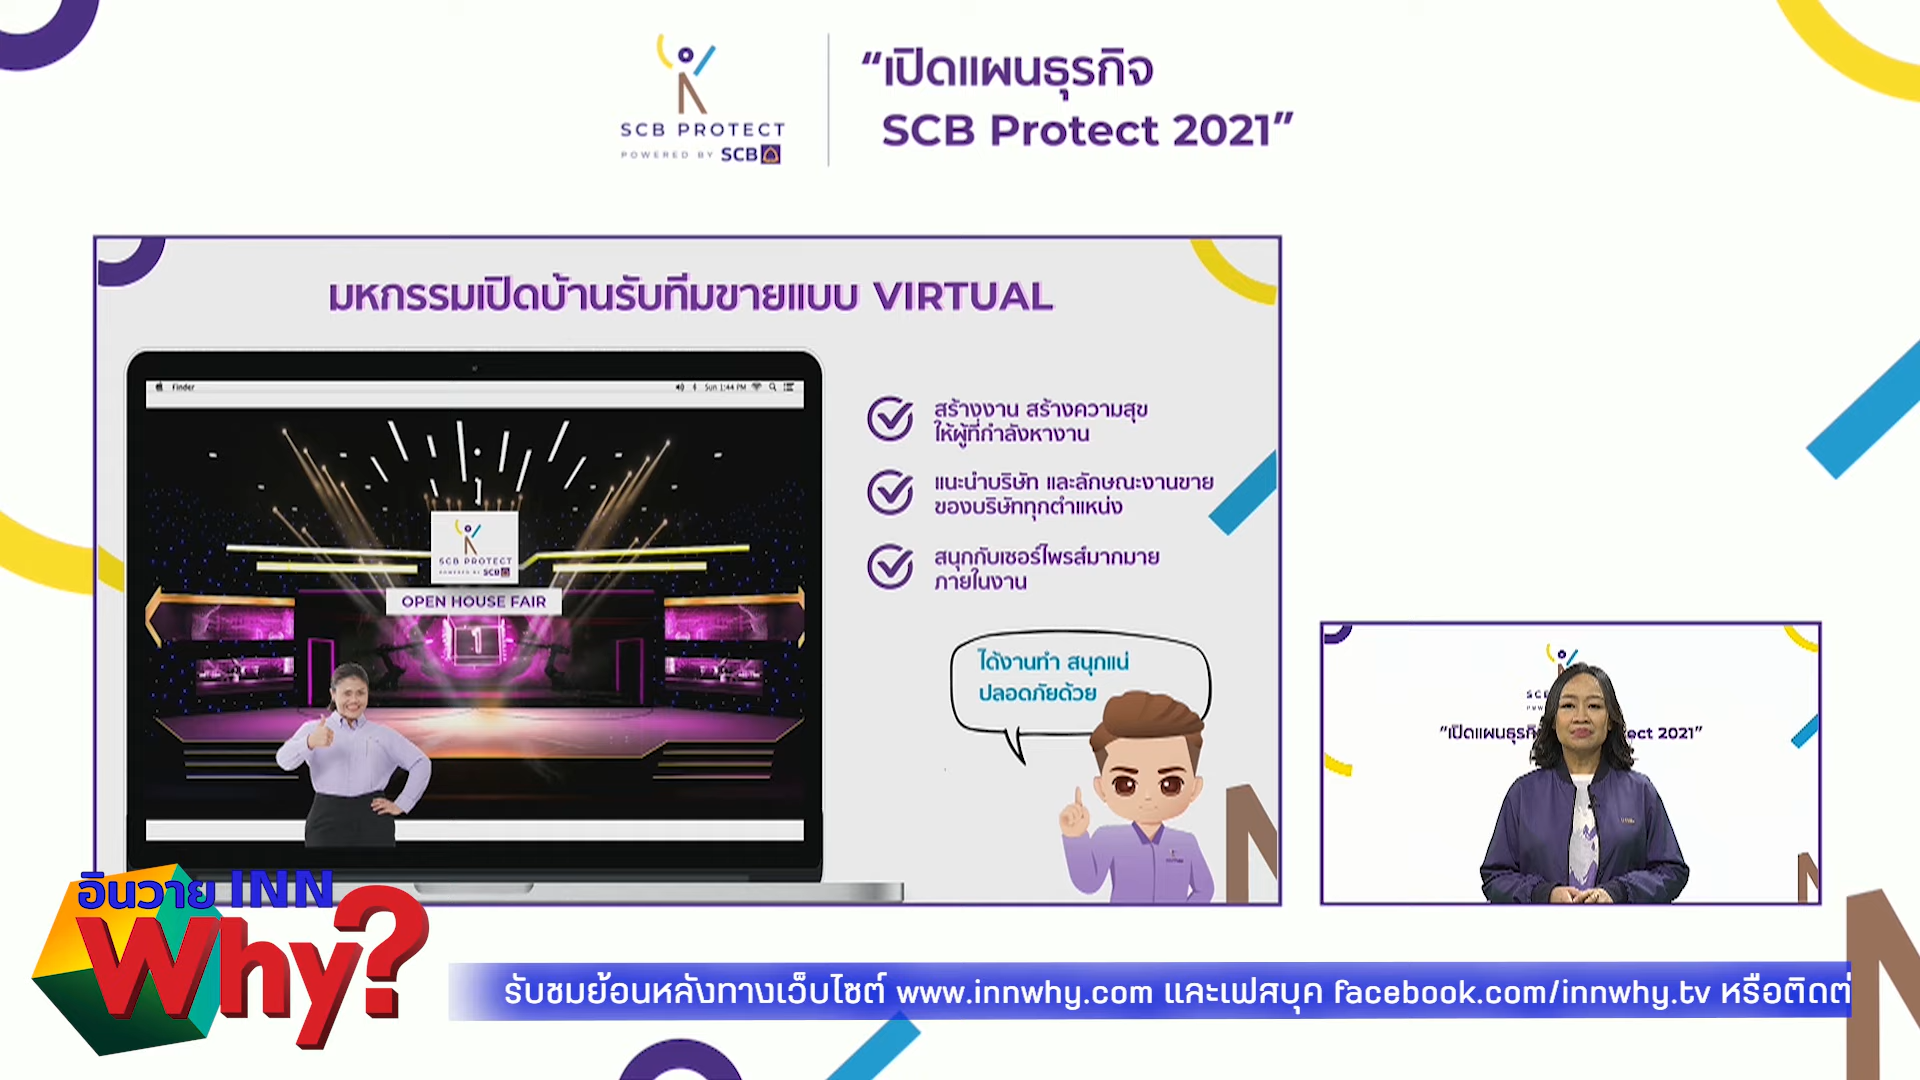 SCB PROTECT
POWERED BY SCB
“เปิดแผนธุรกิจ
SCB Protect 2021”
มหกรรมเปิดบ้านรับทีมขายแบบ VIRTUAL
Finder
Sun 1:44 PM
SCB PROTECT
POWERED BY SCB
OPEN HOUSE FAIR
สร้างงาน สร้างความสุข
ให้ผู้ที่กำลังหางาน
แนะนำบริษัท และลักษณะงานขาย
ของบริษัททุกตำแหน่ง
สนุกกับเซอร์ไพรส์มากมาย
ภายในงาน
ได้งานทำ สนุกแน่
ปลอดภัยด้วย
“เปิดแผนธุรกิ ect 2021”
อินวาย INN
Why?
รับชมย้อนหลังทางเว็บไซต์ www.innwhy.com และเฟสบุค facebook.com/innwhy.tv หรือติดต่